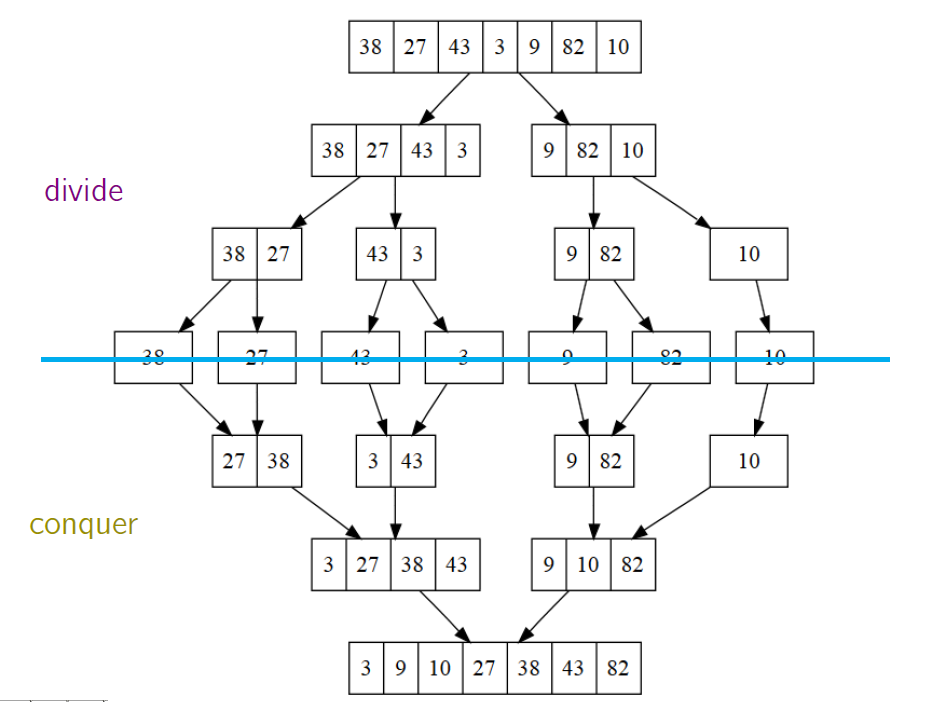 38 27 43 3 9 82 10
38 27 43 3 9 82 10
divide
38 27 43 3 9 82 10
38 27 43 3 9 82 10
27 38 3 43 9 82 10
conquer
3 27 38 43 9 10 82
3 9 10 27 38 43 82